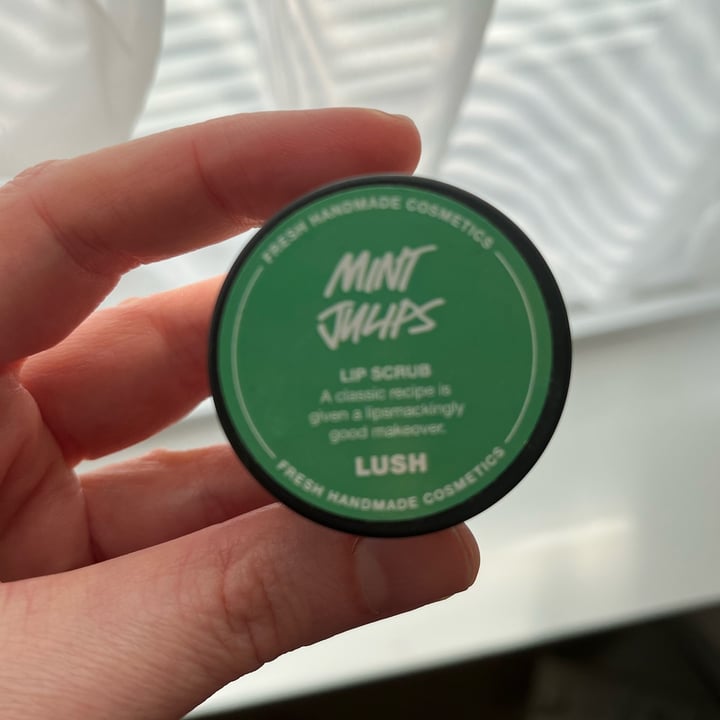 FRESH HANDMADE COSMETICS
MINT
JULIPS
LIP SCRUB
A classic recipe is
given a lipsmackingly
good makeover.
LUSH
FRESH HANDMADE COSMETICS